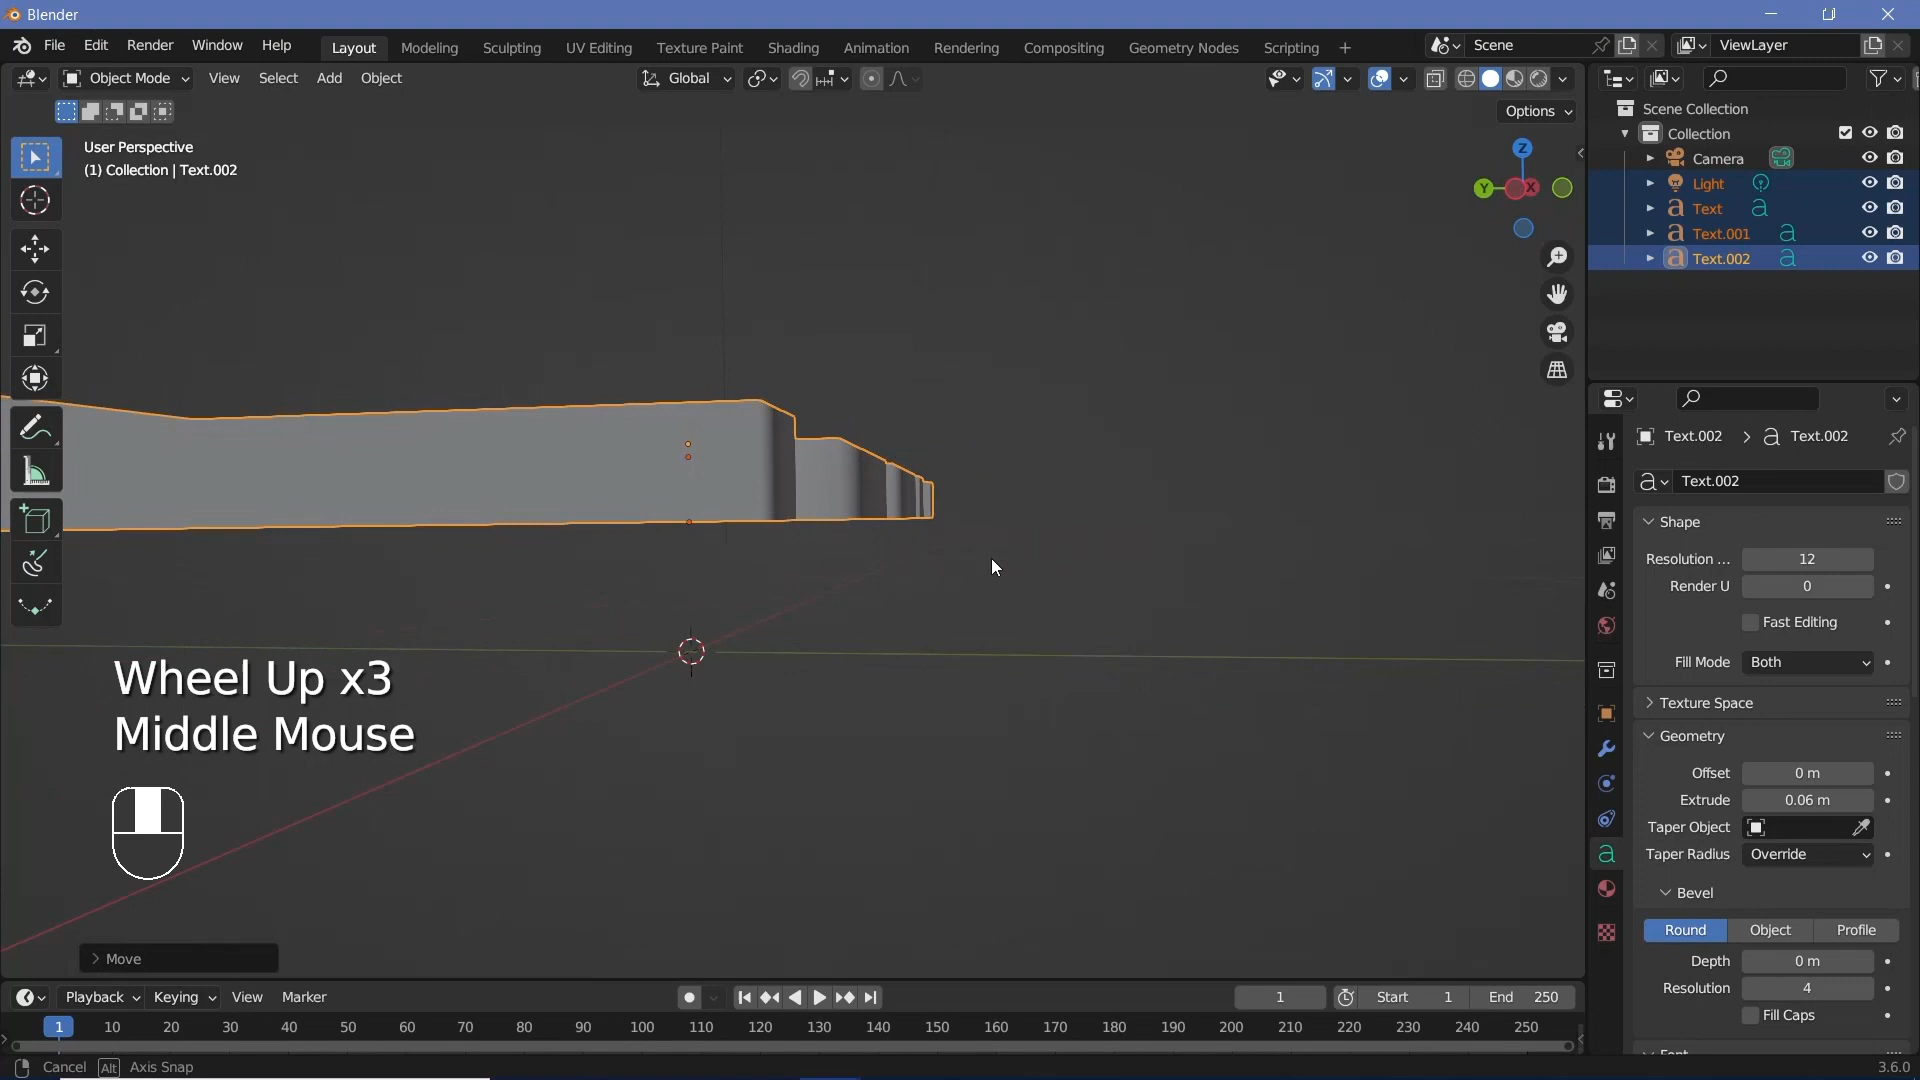 Blender
File Edit Render Window Help
Layout Modeling Sculpting UV Editing Texture Paint Shading Animation Rendering Compositing Geometry Nodes Scripting +
Scene
ViewLayer
Object Mode View Select Add Object
Global
Options
User Perspective
(1) Collection | Text.002
Z
Y
X
Scene Collection
Collection
Camera
Light
Text
Text.001
Text.002
Text.002 > Text.002
Text.002
Shape
Resolution ... 12
Render U 0
Fast Editing
Fill Mode Both
Texture Space
Geometry
Offset 0 m
Extrude 0.06 m
Taper Object
Taper Radius Override
Bevel
Round Object Profile
Depth 0 m
Resolution 4
Fill Caps
Font
Wheel Up x3
Middle Mouse
Move
Playback Keying View Marker
1
Start 1
End 250
1 10 20 30 40 50 60 70 80 90 100 110 120 130 140 150 160 170 180 190 200 210 220 230 240 250
Cancel Alt Axis Snap
3.6.0